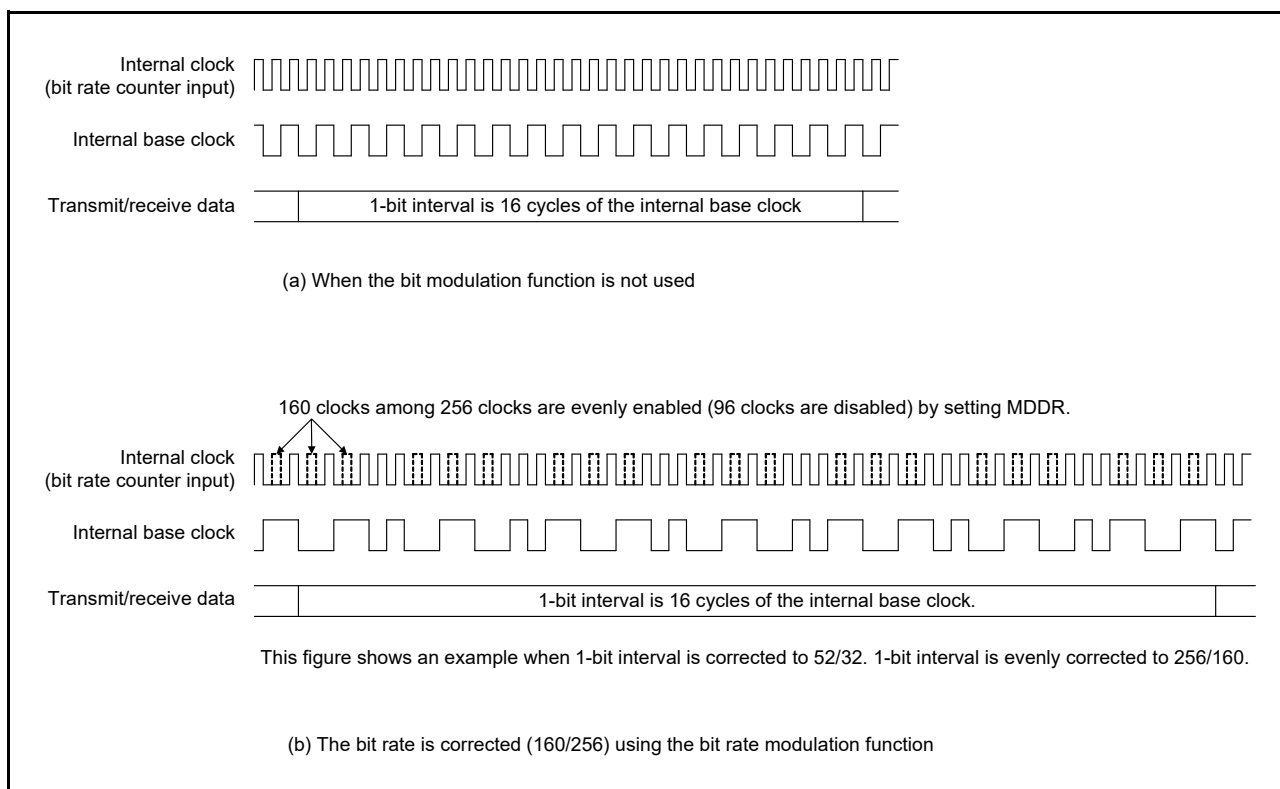 Internal clock
(bit rate counter input)
Internal base clock
Transmit/receive data
1-bit interval is 16 cycles of the internal base clock
(a) When the bit modulation function is not used
160 clocks among 256 clocks are evenly enabled (96 clocks are disabled) by setting MDDR.
Internal clock
(bit rate counter input)
Internal base clock
Transmit/receive data
1-bit interval is 16 cycles of the internal base clock.
This figure shows an example when 1-bit interval is corrected to 52/32. 1-bit interval is evenly corrected to 256/160.
(b) The bit rate is corrected (160/256) using the bit rate modulation function